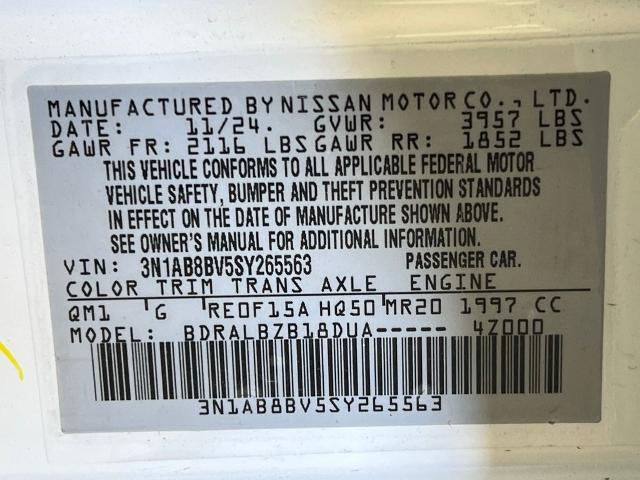 MANUFACTURED BY NISSAN MOTOR CO., LTD.
DATE: 11/24. GVWR: 3957 LBS
GAWR FR: 2116 LBS GAWR RR: 1852 LBS
THIS VEHICLE CONFORMS TO ALL APPLICABLE FEDERAL MOTOR
VEHICLE SAFETY, BUMPER AND THEFT PREVENTION STANDARDS
IN EFFECT ON THE DATE OF MANUFACTURE SHOWN ABOVE.
SEE OWNER'S MANUAL FOR ADDITIONAL INFORMATION.
VIN: 3N1AB8BV5SY265563 PASSENGER CAR.
COLOR TRIM TRANS AXLE ENGINE
QM1 G RE0F15A HQ50 MR20 1997 CC
MODEL: BDRALBZB18DUA----- 4Z000
3N1AB8BV5SY265563